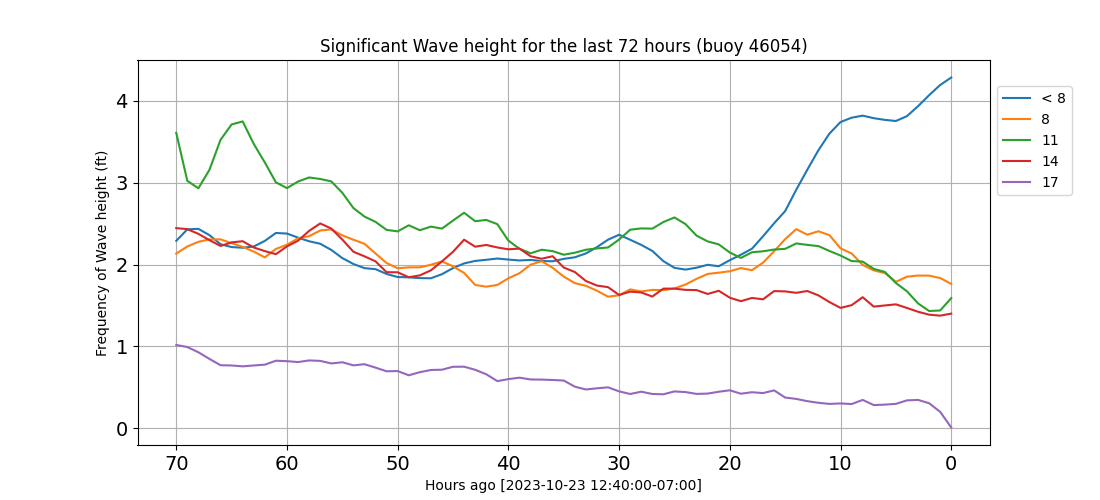 Significant Wave height for the last 72 hours (buoy 46054)
Frequency of Wave height (ft)
4
3
2
1
0
70 60 50 40 30 20 10 0
Hours ago [2023-10-23 12:40:00-07:00]
< 8
8
11
14
17